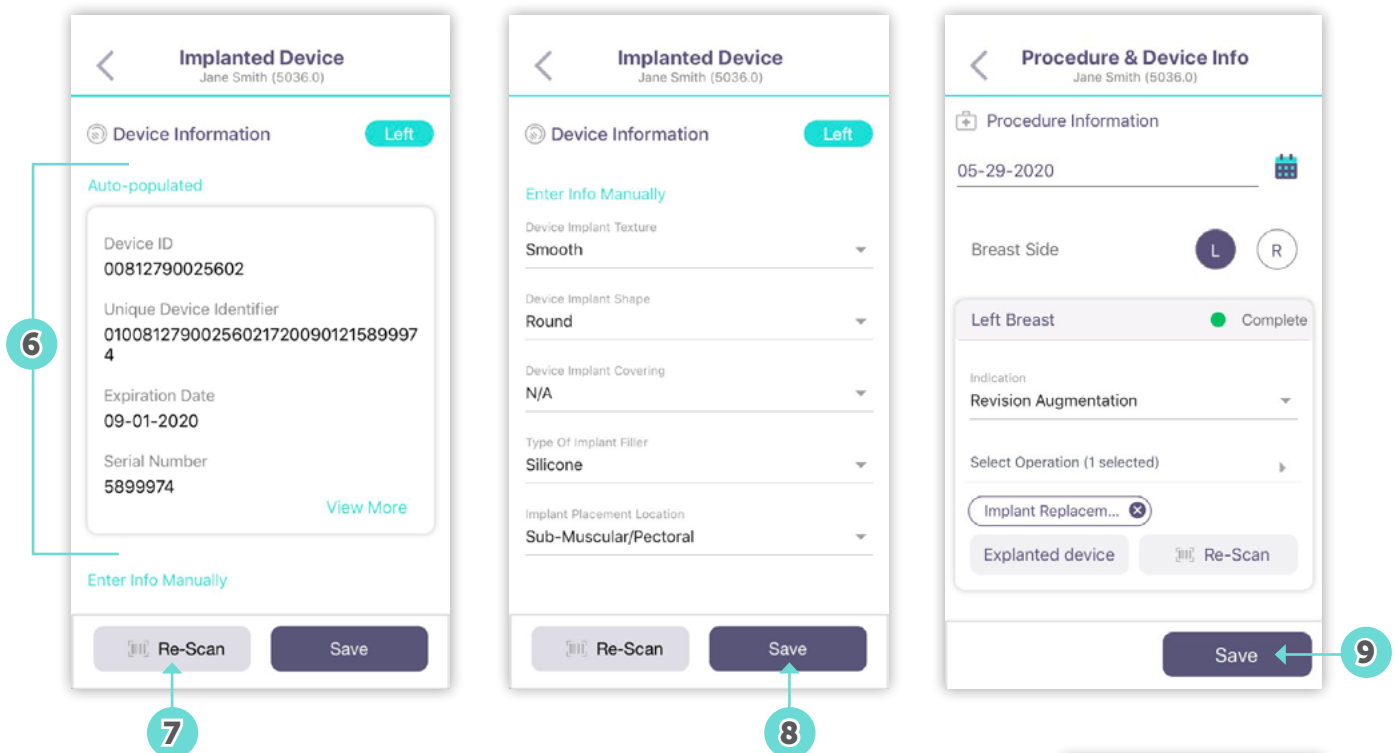 Implanted Device
Jane Smith (5036.0)
Device Information
Left
Auto-populated
Device ID
00812790025602
Unique Device Identifier
01008127900256021720090121589997
4
Expiration Date
09-01-2020
Serial Number
5899974
View More
Enter Info Manually
Re-Scan
Save
6
7
Implanted Device
Jane Smith (5036.0)
Device Information
Left
Enter Info Manually
Device Implant Texture
Smooth
Device Implant Shape
Round
Device Implant Covering
N/A
Type Of Implant Filler
Silicone
Implant Placement Location
Sub-Muscular/Pectoral
Re-Scan
Save
8
Procedure & Device Info
Jane Smith (5036.0)
Procedure Information
05-29-2020
Breast Side
L
R
Left Breast
Complete
Indication
Revision Augmentation
Select Operation (1 selected)
Implant Replacem...
Explanted device
Re-Scan
Save
9